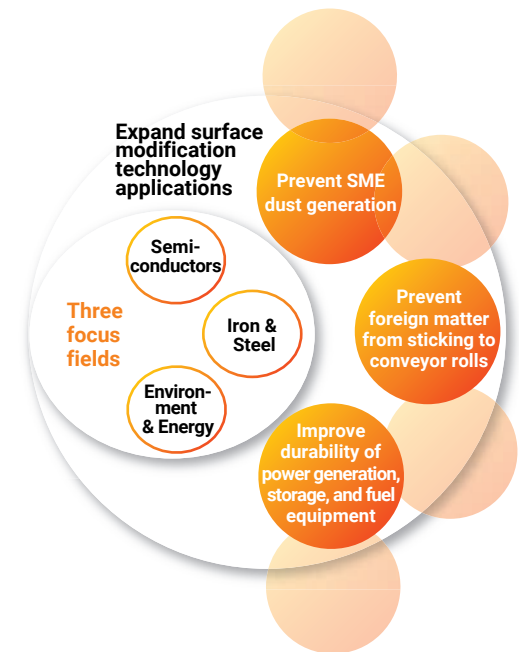 Expand surface
modification
technology
applications
Prevent SME
dust generation
Semi-
conductors
Three
focus
fields
Iron &
Steel
Prevent
foreign matter
from sticking to
conveyor rolls
Environ-
ment
& Energy
Improve
durability of
power generation,
storage, and fuel
equipment